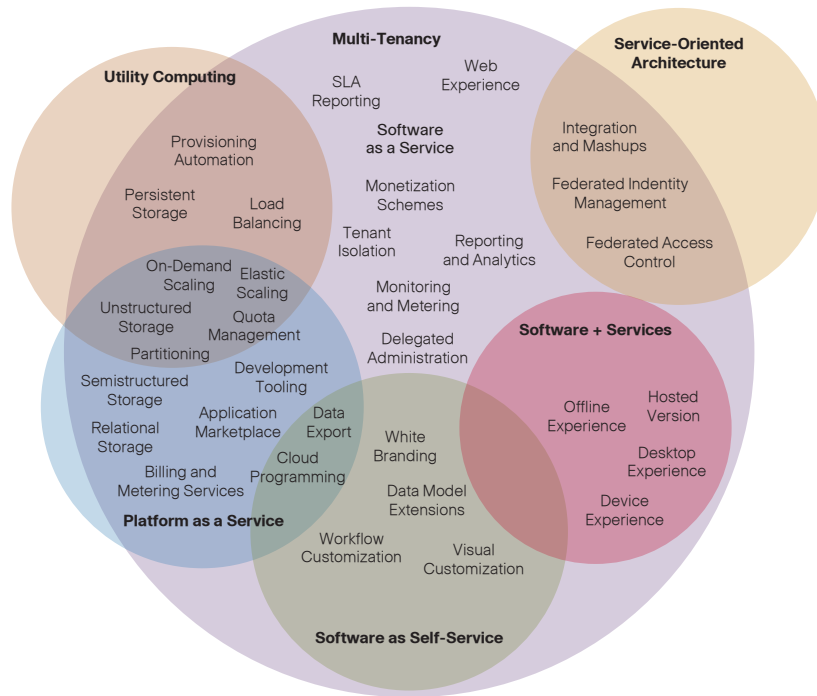 Multi-Tenancy
Service-Oriented
Architecture
Utility Computing
SLA
Reporting
Web
Experience
Software
as a Service
Provisioning
Automation
Integration
and Mashups
Persistent
Storage
Load
Balancing
Monetization
Schemes
Federated Indentity
Management
Tenant
Isolation
Reporting
and Analytics
Federated Access
Control
On-Demand
Scaling
Elastic
Scaling
Monitoring
and Metering
Unstructured
Storage
Quota
Management
Partitioning
Delegated
Administration
Software + Services
Semistructured
Storage
Development
Tooling
Relational
Storage
Application
Marketplace
Data
Export
White
Branding
Offline
Experience
Hosted
Version
Billing and
Metering Services
Cloud
Programming
Desktop
Experience
Data Model
Extensions
Device
Experience
Platform as a Service
Workflow
Customization
Visual
Customization
Software as Self-Service